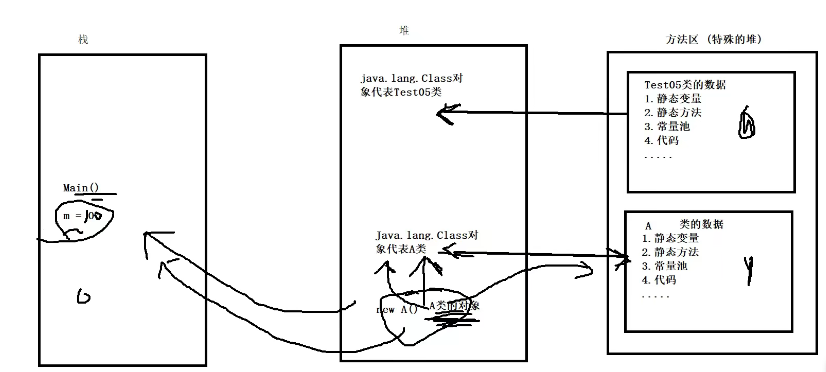 栈
堆
方法区 (特殊的堆)
java.lang.Class对
象代表Test05类
Test05类的数据
1. 静态变量
2. 静态方法
3. 常量池
4. 代码
.....
Main()
m = 100
Java.lang.Class对
象代表A类
A 类的数据
1. 静态变量
2. 静态方法
3. 常量池
4. 代码
.....
new A() A类的对象